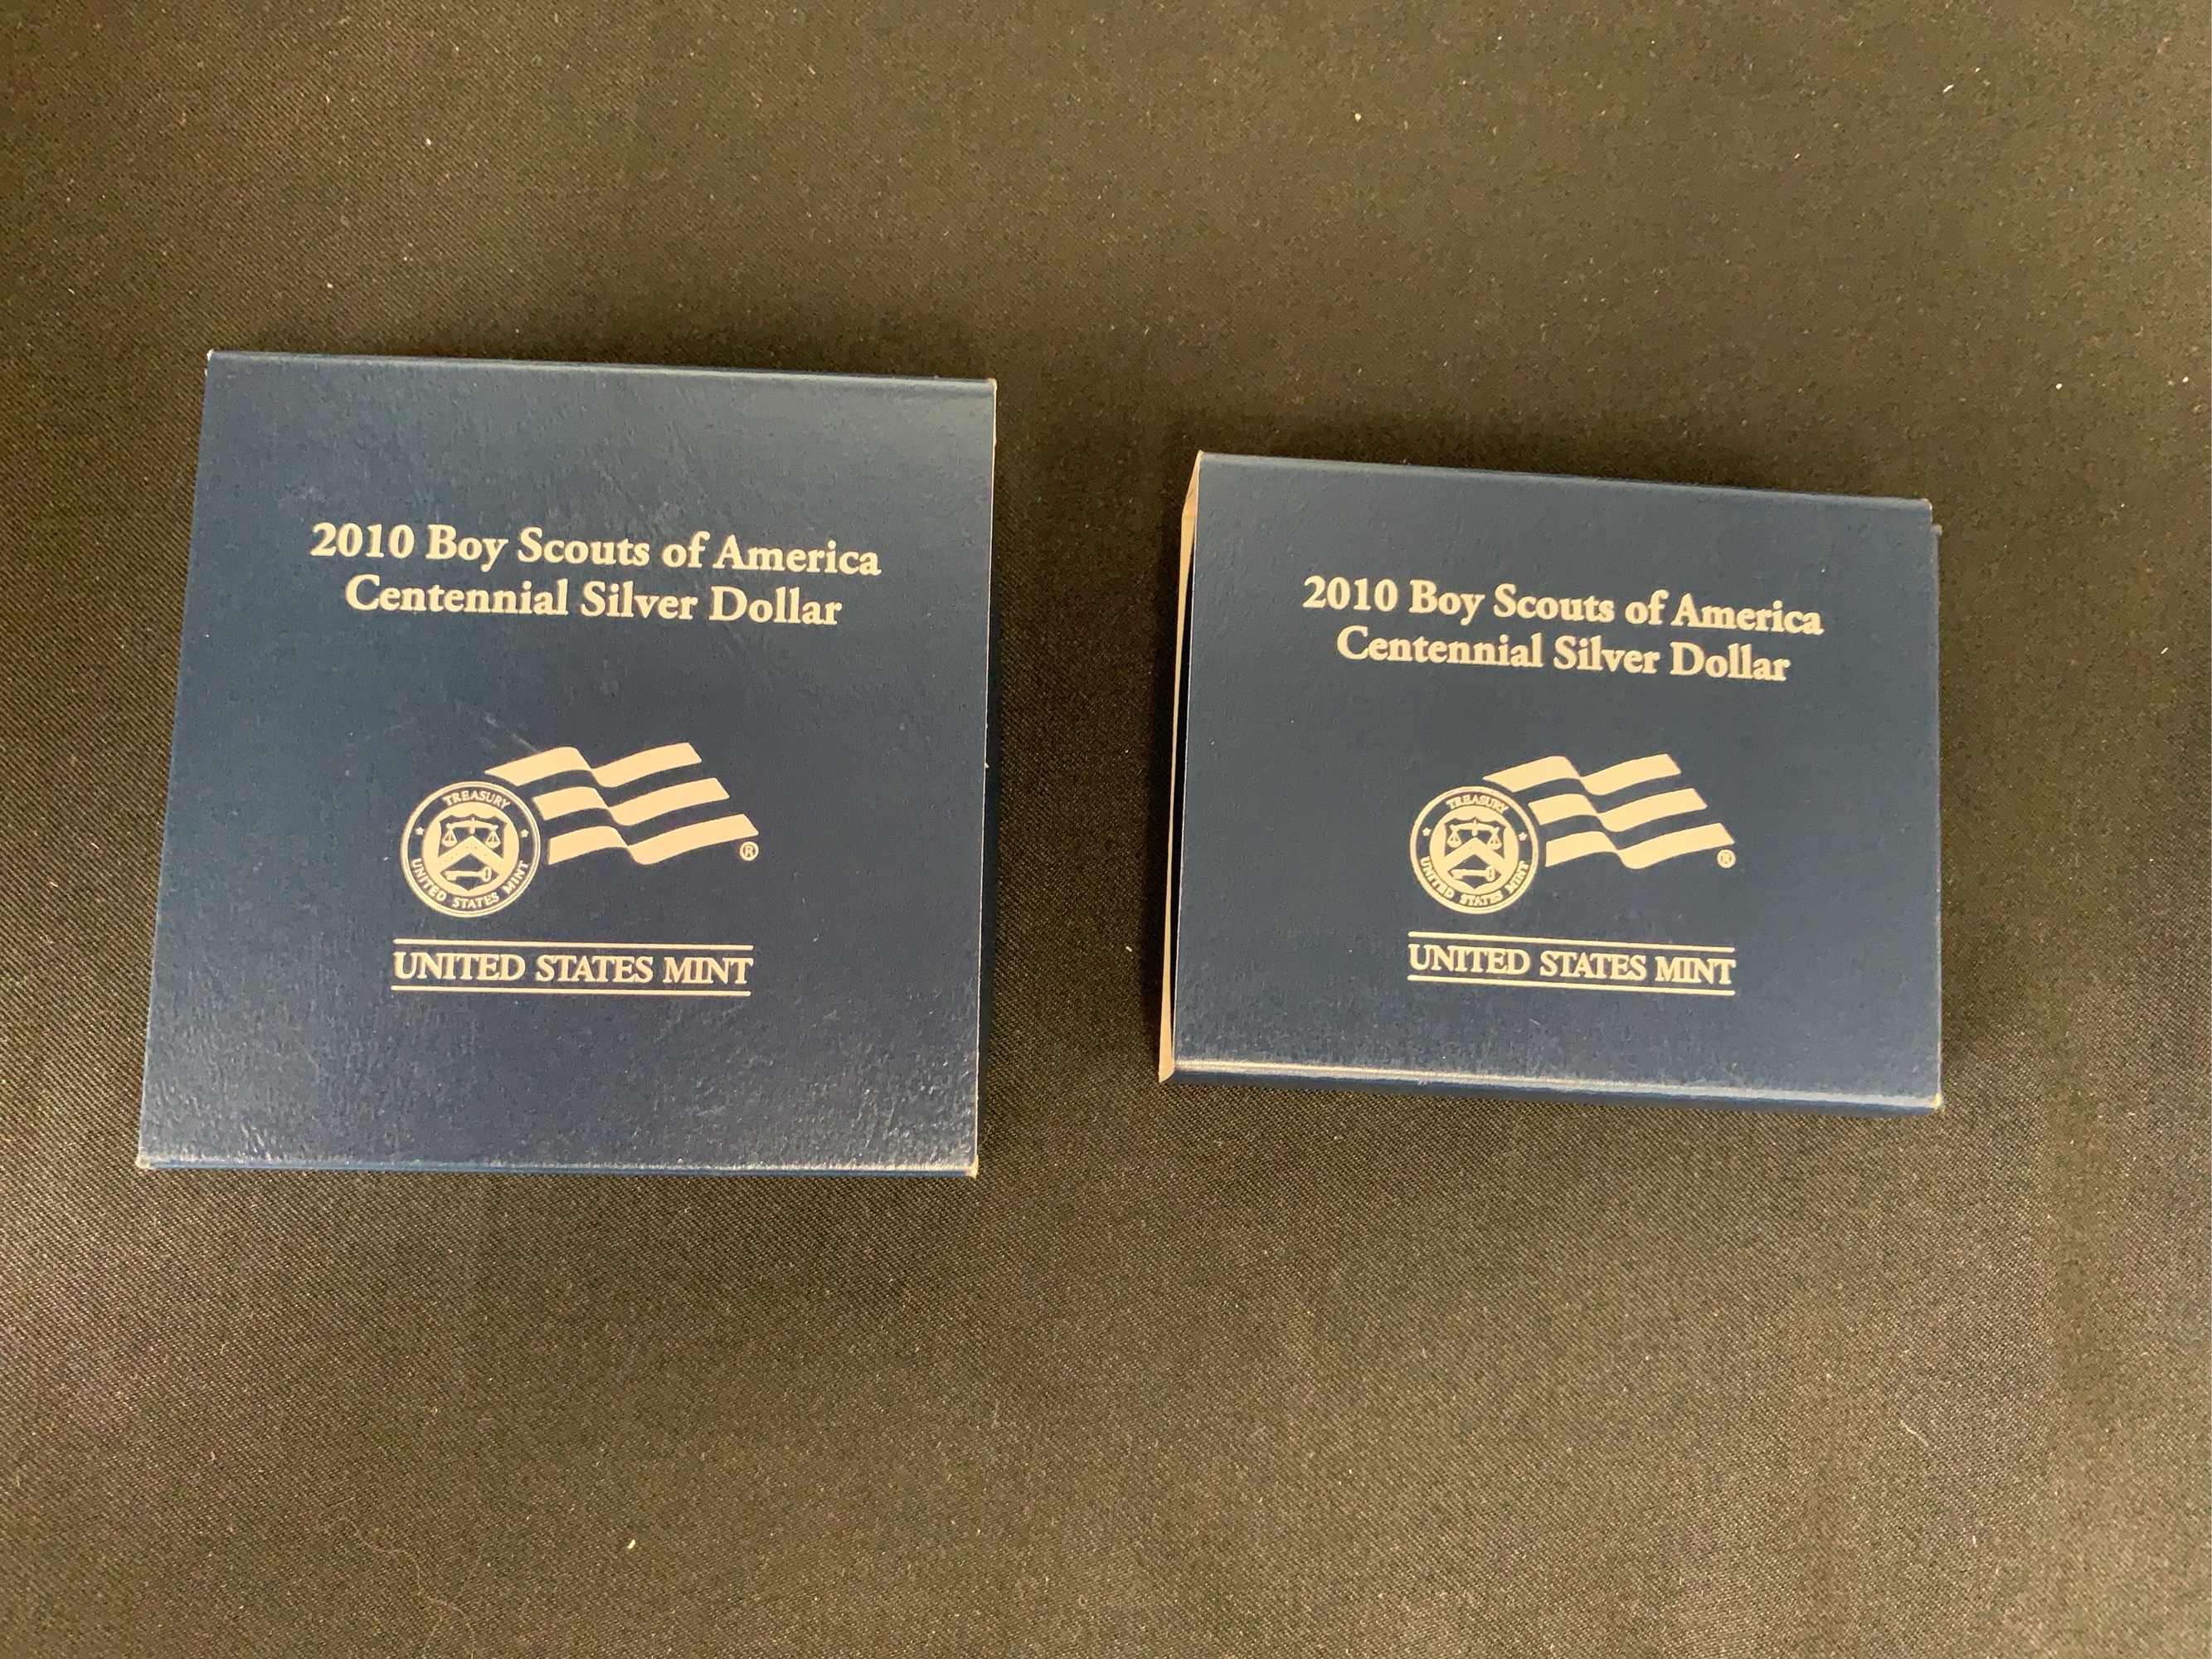 2010 Boy Scouts of America
Centennial Silver Dollar
TREASURY
UNITED STATES MINT
®
UNITED STATES MINT
2010 Boy Scouts of America
Centennial Silver Dollar
TREASURY
UNITED STATES MINT
®
UNITED STATES MINT